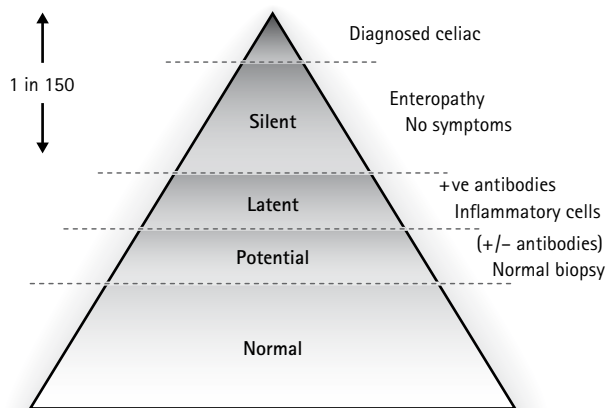 Diagnosed celiac
1 in 150
Enteropathy
No symptoms
Silent
+ve antibodies
Inflammatory cells
Latent
(+/− antibodies)
Normal biopsy
Potential
Normal